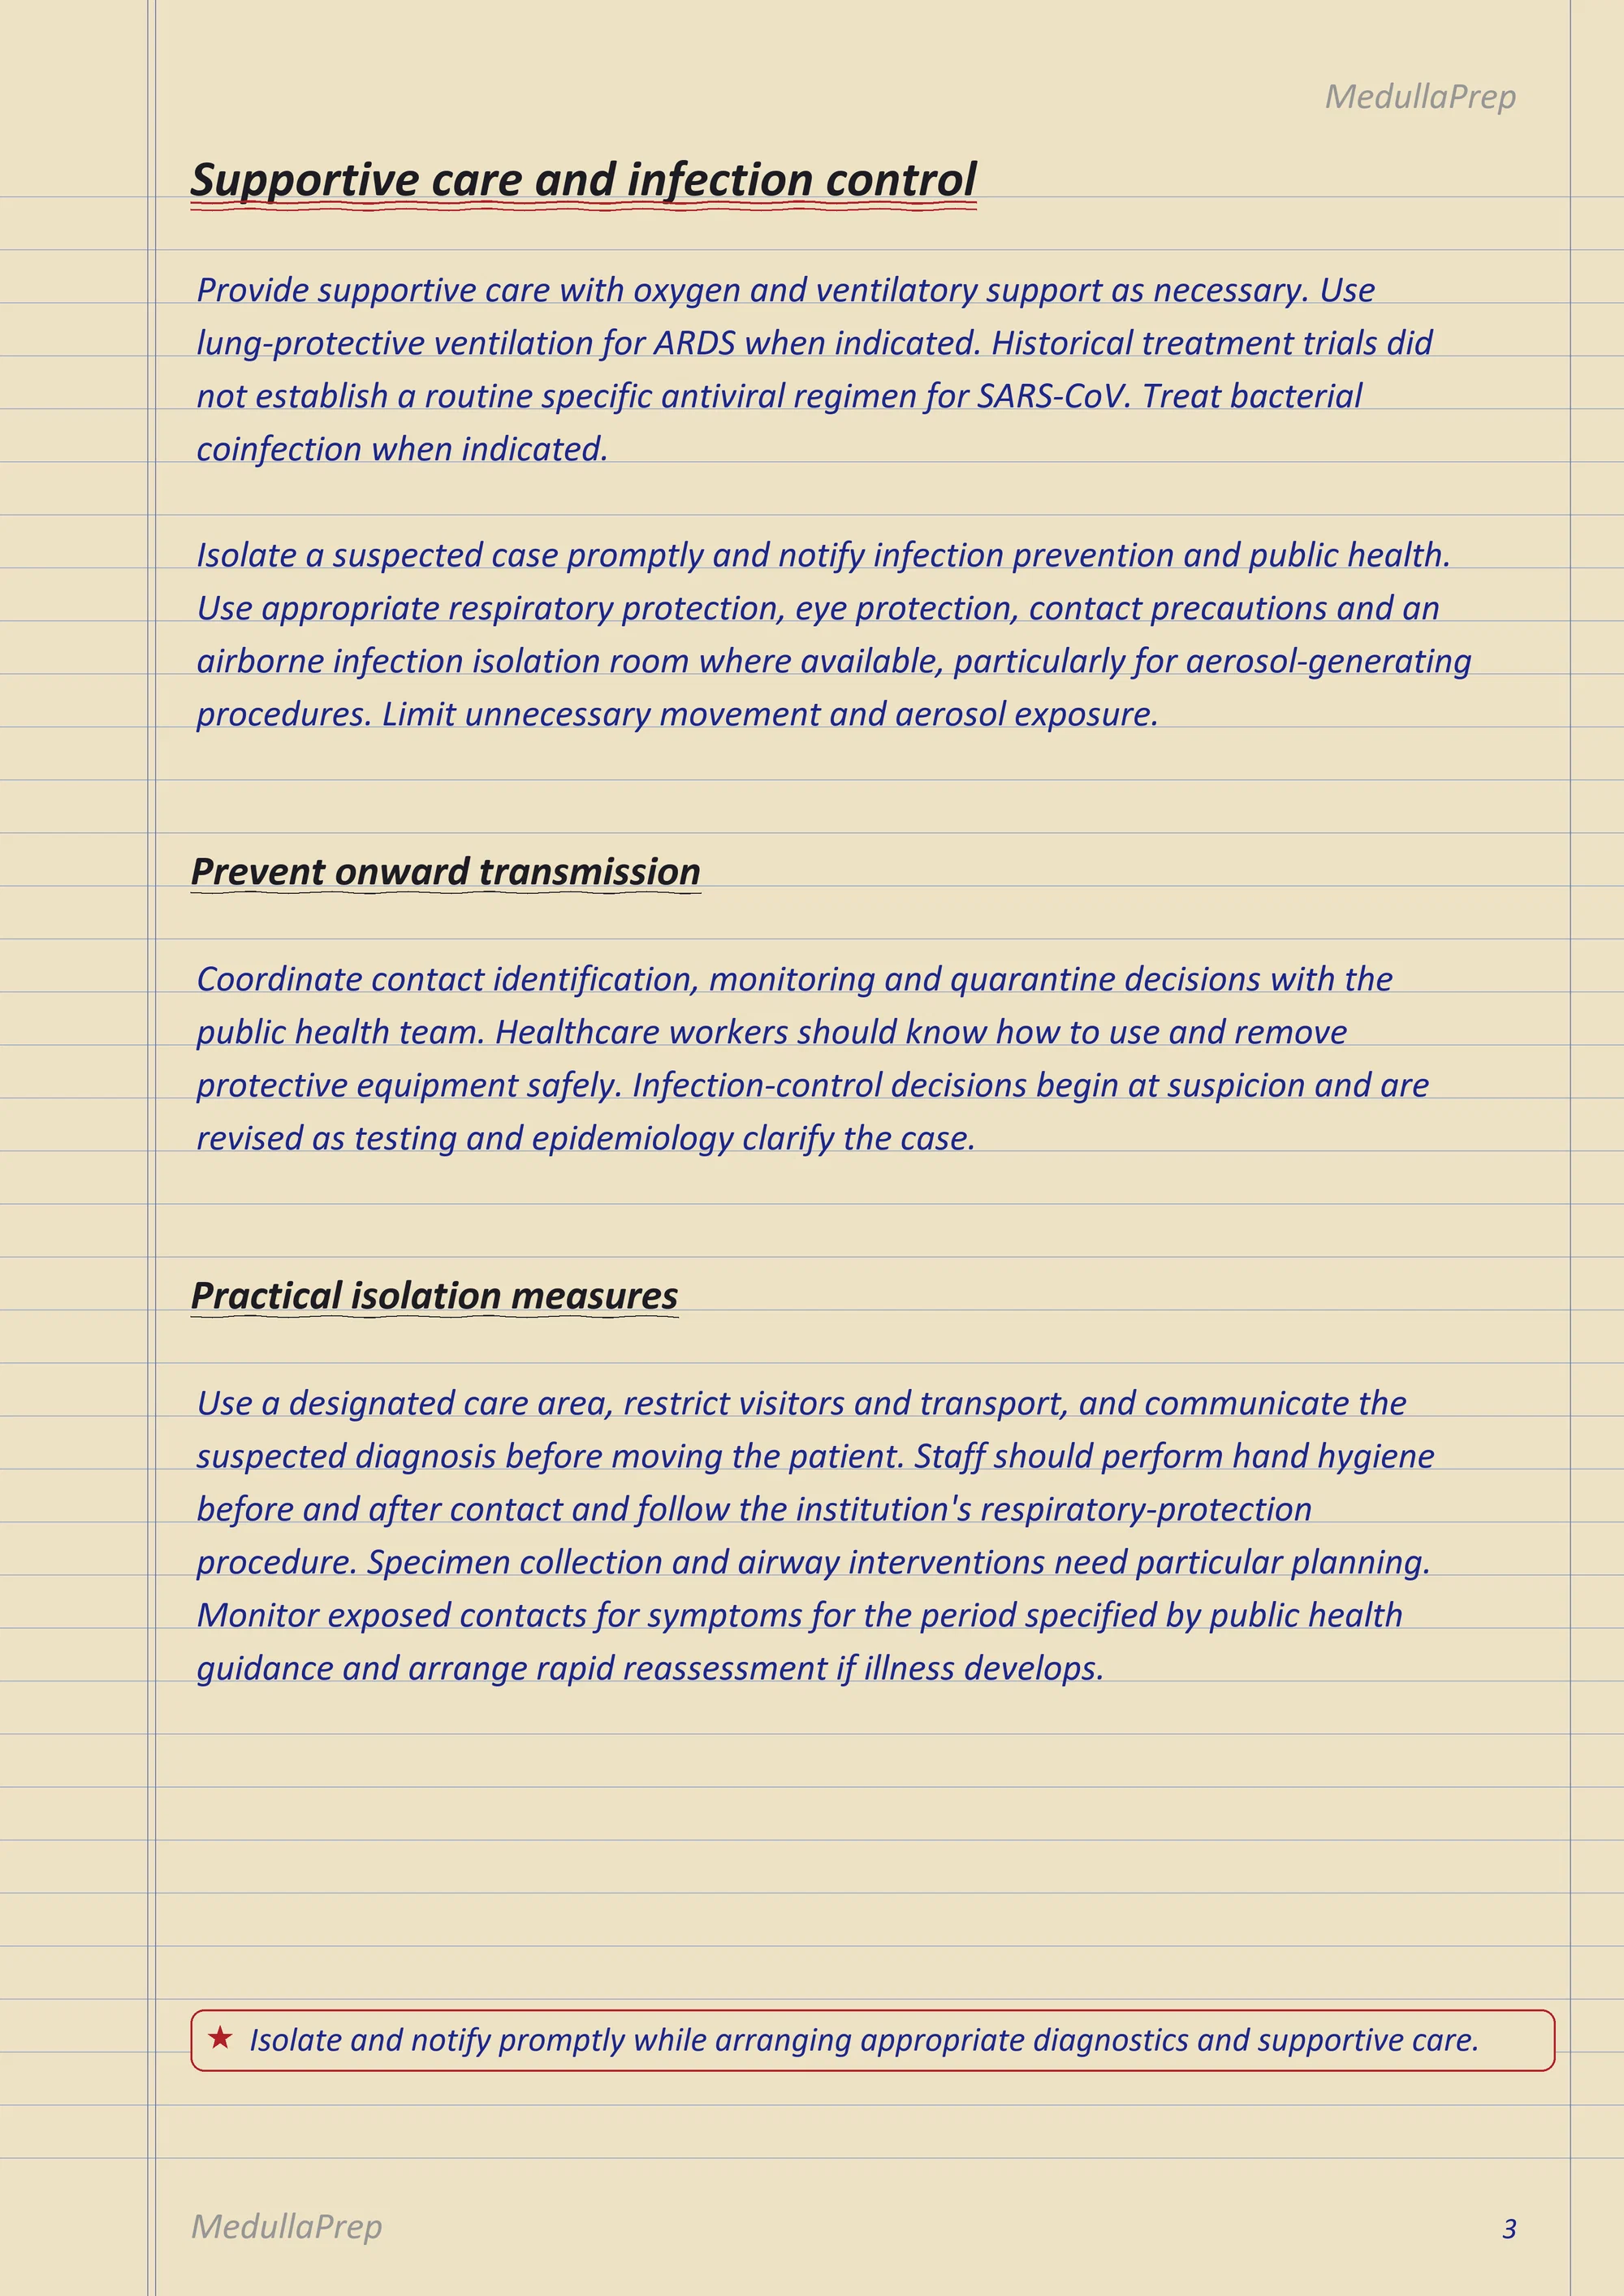 MedullaPrep
Supportive care and infection control
Provide supportive care with oxygen and ventilatory support as necessary. Use
lung-protective ventilation for ARDS when indicated. Historical treatment trials did
not establish a routine specific antiviral regimen for SARS-CoV. Treat bacterial
coinfection when indicated.
Isolate a suspected case promptly and notify infection prevention and public health.
Use appropriate respiratory protection, eye protection, contact precautions and an
airborne infection isolation room where available, particularly for aerosol-generating
procedures. Limit unnecessary movement and aerosol exposure.
Prevent onward transmission
Coordinate contact identification, monitoring and quarantine decisions with the
public health team. Healthcare workers should know how to use and remove
protective equipment safely. Infection-control decisions begin at suspicion and are
revised as testing and epidemiology clarify the case.
Practical isolation measures
Use a designated care area, restrict visitors and transport, and communicate the
suspected diagnosis before moving the patient. Staff should perform hand hygiene
before and after contact and follow the institution's respiratory-protection
procedure. Specimen collection and airway interventions need particular planning.
Monitor exposed contacts for symptoms for the period specified by public health
guidance and arrange rapid reassessment if illness develops.
★ Isolate and notify promptly while arranging appropriate diagnostics and supportive care.
MedullaPrep
3